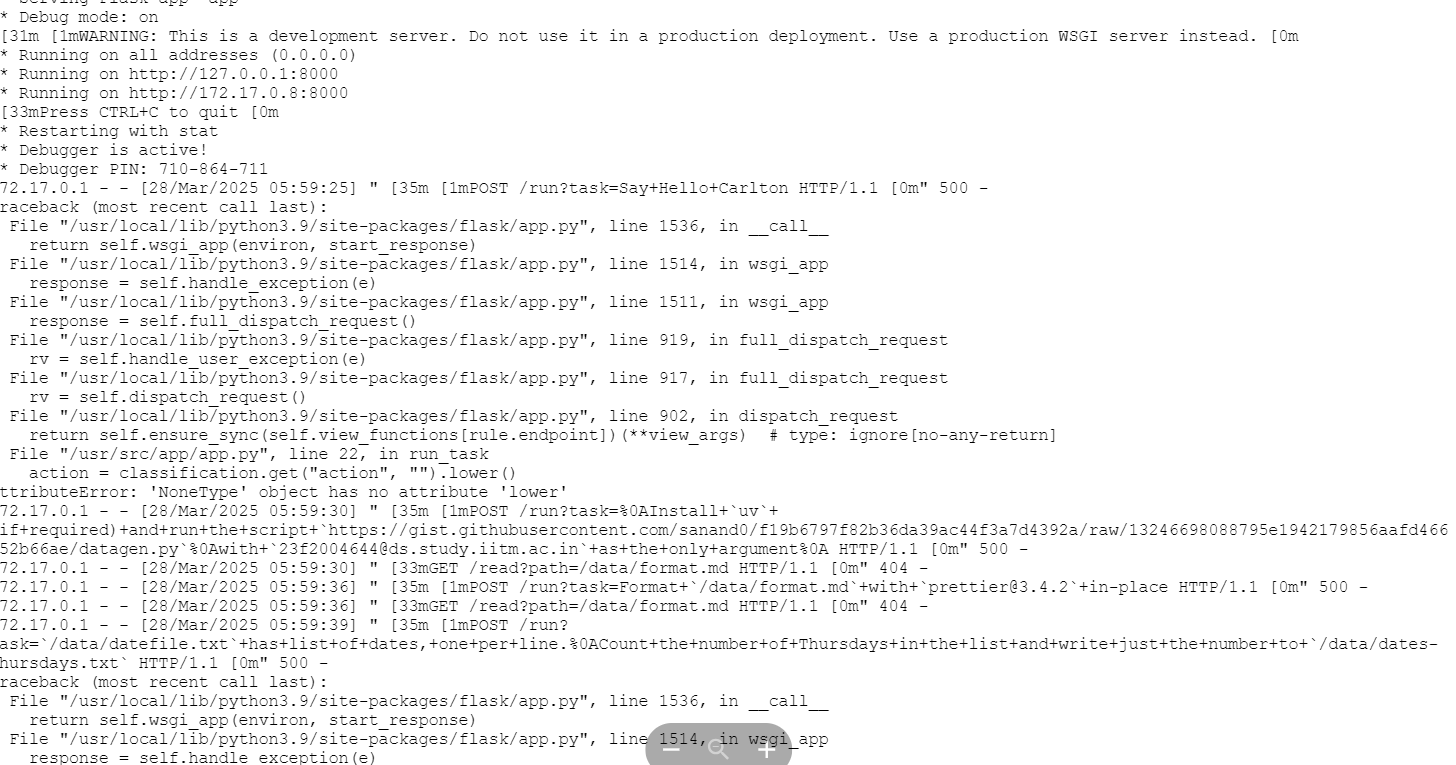 * Serving Flask app 'app'
* Debug mode: on
[31m [1mWARNING: This is a development server. Do not use it in a production deployment. Use a production WSGI server instead. [0m
* Running on all addresses (0.0.0.0)
* Running on http://127.0.0.1:8000
* Running on http://172.17.0.8:8000
[33mPress CTRL+C to quit [0m
* Restarting with stat
* Debugger is active!
* Debugger PIN: 710-864-711
72.17.0.1 - - [28/Mar/2025 05:59:25] " [35m [1mPOST /run?task=Say+Hello+Carlton HTTP/1.1 [0m" 500 -
raceback (most recent call last):
File "/usr/local/lib/python3.9/site-packages/flask/app.py", line 1536, in __call__
return self.wsgi_app(environ, start_response)
File "/usr/local/lib/python3.9/site-packages/flask/app.py", line 1514, in wsgi_app
response = self.handle_exception(e)
File "/usr/local/lib/python3.9/site-packages/flask/app.py", line 1511, in wsgi_app
response = self.full_dispatch_request()
File "/usr/local/lib/python3.9/site-packages/flask/app.py", line 919, in full_dispatch_request
rv = self.handle_user_exception(e)
File "/usr/local/lib/python3.9/site-packages/flask/app.py", line 917, in full_dispatch_request
rv = self.dispatch_request()
File "/usr/local/lib/python3.9/site-packages/flask/app.py", line 902, in dispatch_request
return self.ensure_sync(self.view_functions[rule.endpoint])(**view_args)  # type: ignore[no-any-return]
File "/usr/src/app/app.py", line 22, in run_task
action = classification.get("action", "").lower()
ttributeError: 'NoneType' object has no attribute 'lower'
72.17.0.1 - - [28/Mar/2025 05:59:30] " [35m [1mPOST /run?task=%0AInstall+`uv`+
if+required)+and+run+the+script+`https://gist.githubusercontent.com/sanand0/f19b6797f82b36da39ac44f3a7d4392a/raw/13246698088795e1942179856aafd466
52b66ae/datagen.py`%0Awith+`23f2004644@ds.study.iitm.ac.in`+as+the+only+argument%0A HTTP/1.1 [0m" 500 -
72.17.0.1 - - [28/Mar/2025 05:59:30] " [33mGET /read?path=/data/format.md HTTP/1.1 [0m" 404 -
72.17.0.1 - - [28/Mar/2025 05:59:36] " [35m [1mPOST /run?task=Format+`/data/format.md`+with+`prettier@3.4.2`+in-place HTTP/1.1 [0m" 500 -
72.17.0.1 - - [28/Mar/2025 05:59:36] " [33mGET /read?path=/data/format.md HTTP/1.1 [0m" 404 -
72.17.0.1 - - [28/Mar/2025 05:59:39] " [35m [1mPOST /run?
ask=`/data/datefile.txt`+has+list+of+dates,+one+per+line.%0ACount+the+number+of+Thursdays+in+the+list+and+write+just+the+number+to+`/data/dates-
hursdays.txt` HTTP/1.1 [0m" 500 -
raceback (most recent call last):
File "/usr/local/lib/python3.9/site-packages/flask/app.py", line 1536, in __call__
return self.wsgi_app(environ, start_response)
File "/usr/local/lib/python3.9/site-packages/flask/app.py", line 1514, in wsgi_app
response = self.handle_exception(e)